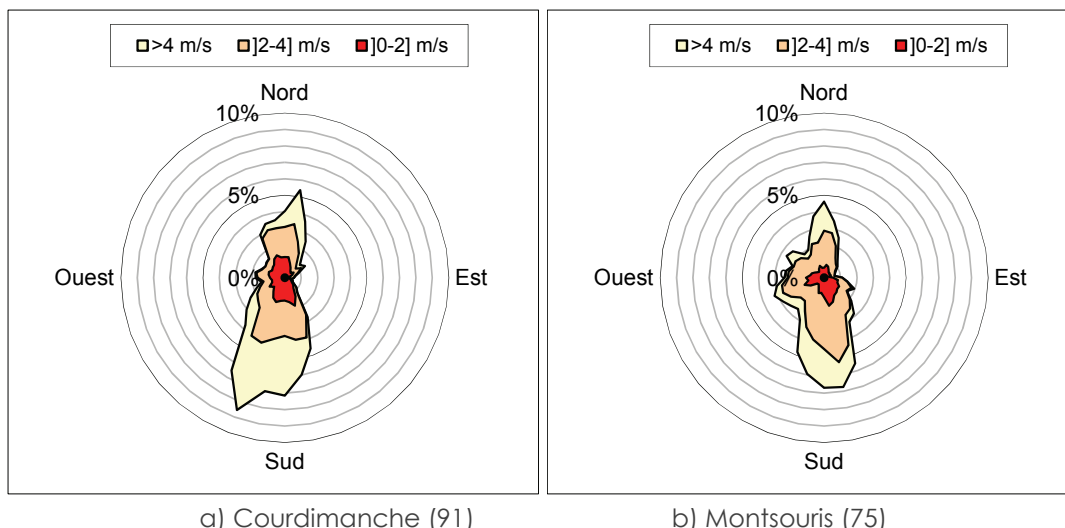 >4 m/s ]2-4] m/s ]0-2] m/s
Nord
10%
5%
Ouest
0%
Est
Sud
a) Courdimanche (91)
>4 m/s ]2-4] m/s ]0-2] m/s
Nord
10%
5%
Ouest
0%
Est
Sud
b) Montsouris (75)